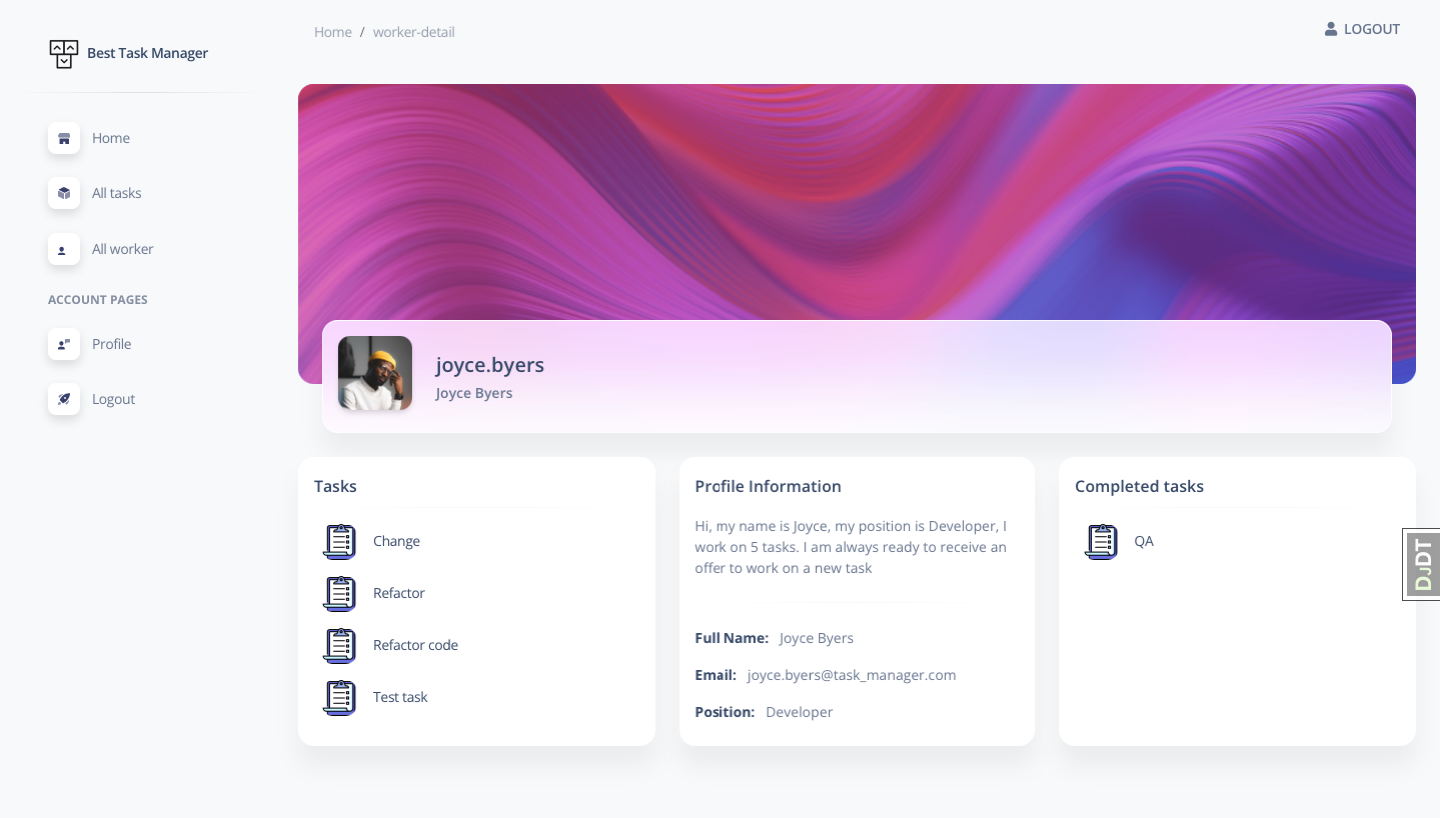 Best Task Manager
Home / worker-detail
LOGOUT
Home
All tasks
All worker
ACCOUNT PAGES
Profile
Logout
joyce.byers
Joyce Byers
Tasks
Change
Refactor
Refactor code
Test task
Profile Information
Hi, my name is Joyce, my position is Developer, I
work on 5 tasks. I am always ready to receive an
offer to work on a new task
Full Name: Joyce Byers
Email: joyce.byers@task_manager.com
Position: Developer
Completed tasks
QA
DJDT